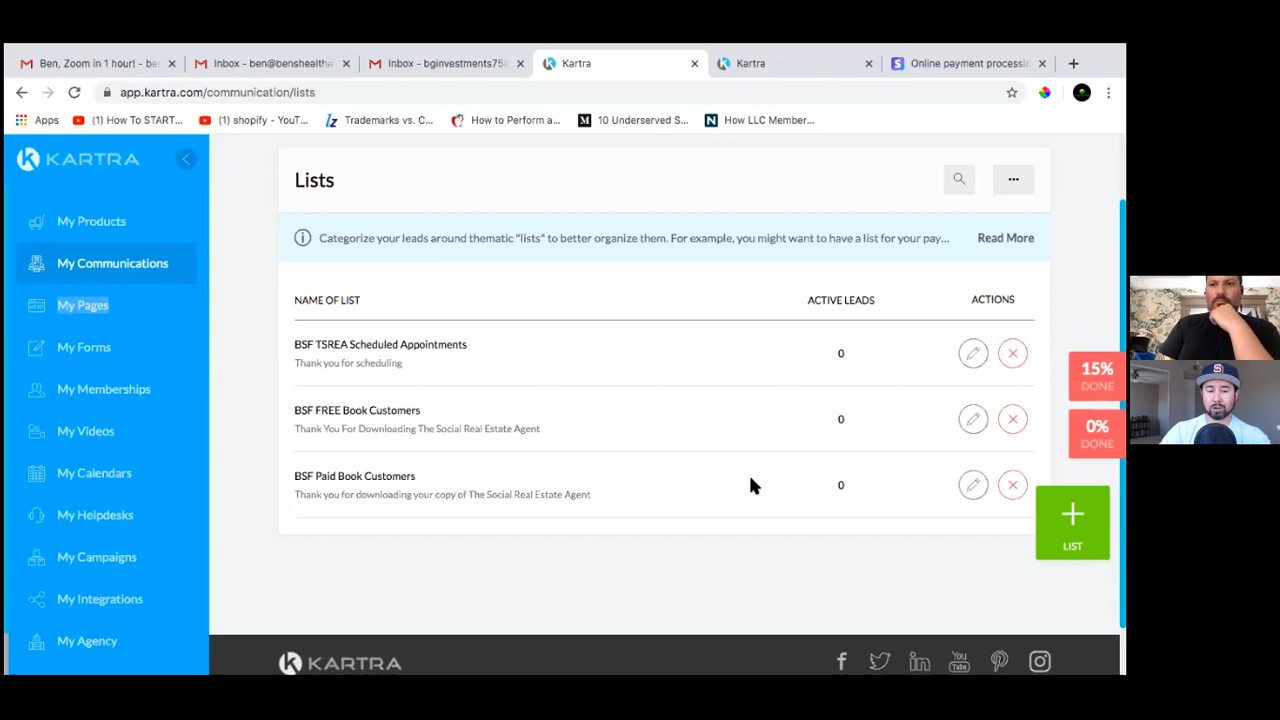 Ben, Zoom in 1 hour! - be
Inbox - ben@benshealtha
Inbox - bginvestments75@
Kartra
Kartra
Online payment processin
app.kartra.com/communication/lists
Apps
(1) How To START...
(1) shopify - YouT...
Trademarks vs. C...
How to Perform a...
10 Underserved S...
How LLC Member...
KARTRA
My Products
My Communications
My Pages
My Forms
My Memberships
My Videos
My Calendars
My Helpdesks
My Campaigns
My Integrations
My Agency
Lists
Categorize your leads around thematic "lists" to better organize them. For example, you might want to have a list for your pay...
Read More
NAME OF LIST
ACTIVE LEADS
ACTIONS
BSF TSREA Scheduled Appointments
Thank you for scheduling
0
BSF FREE Book Customers
Thank You For Downloading The Social Real Estate Agent
0
BSF Paid Book Customers
Thank you for downloading your copy of The Social Real Estate Agent
0
15%
DONE
0%
DONE
LIST
KARTRA
You
Tube